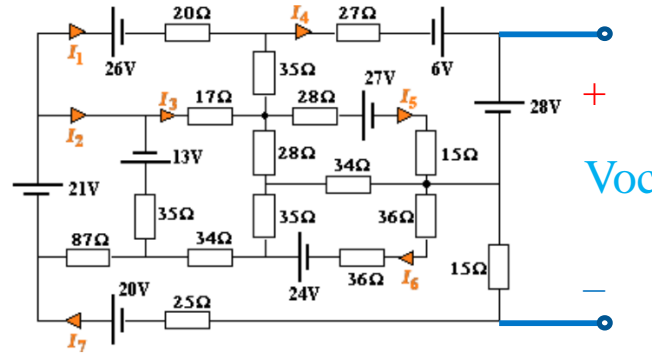 20Ω I4 27Ω
I1
26V 35Ω 27V 6V
I3 17Ω 28Ω I5 28V +
I2
13V 28Ω 34Ω 15Ω Voc
21V
35Ω 35Ω 36Ω
87Ω 34Ω 15Ω
24V 36Ω I6
20V 25Ω –
I7